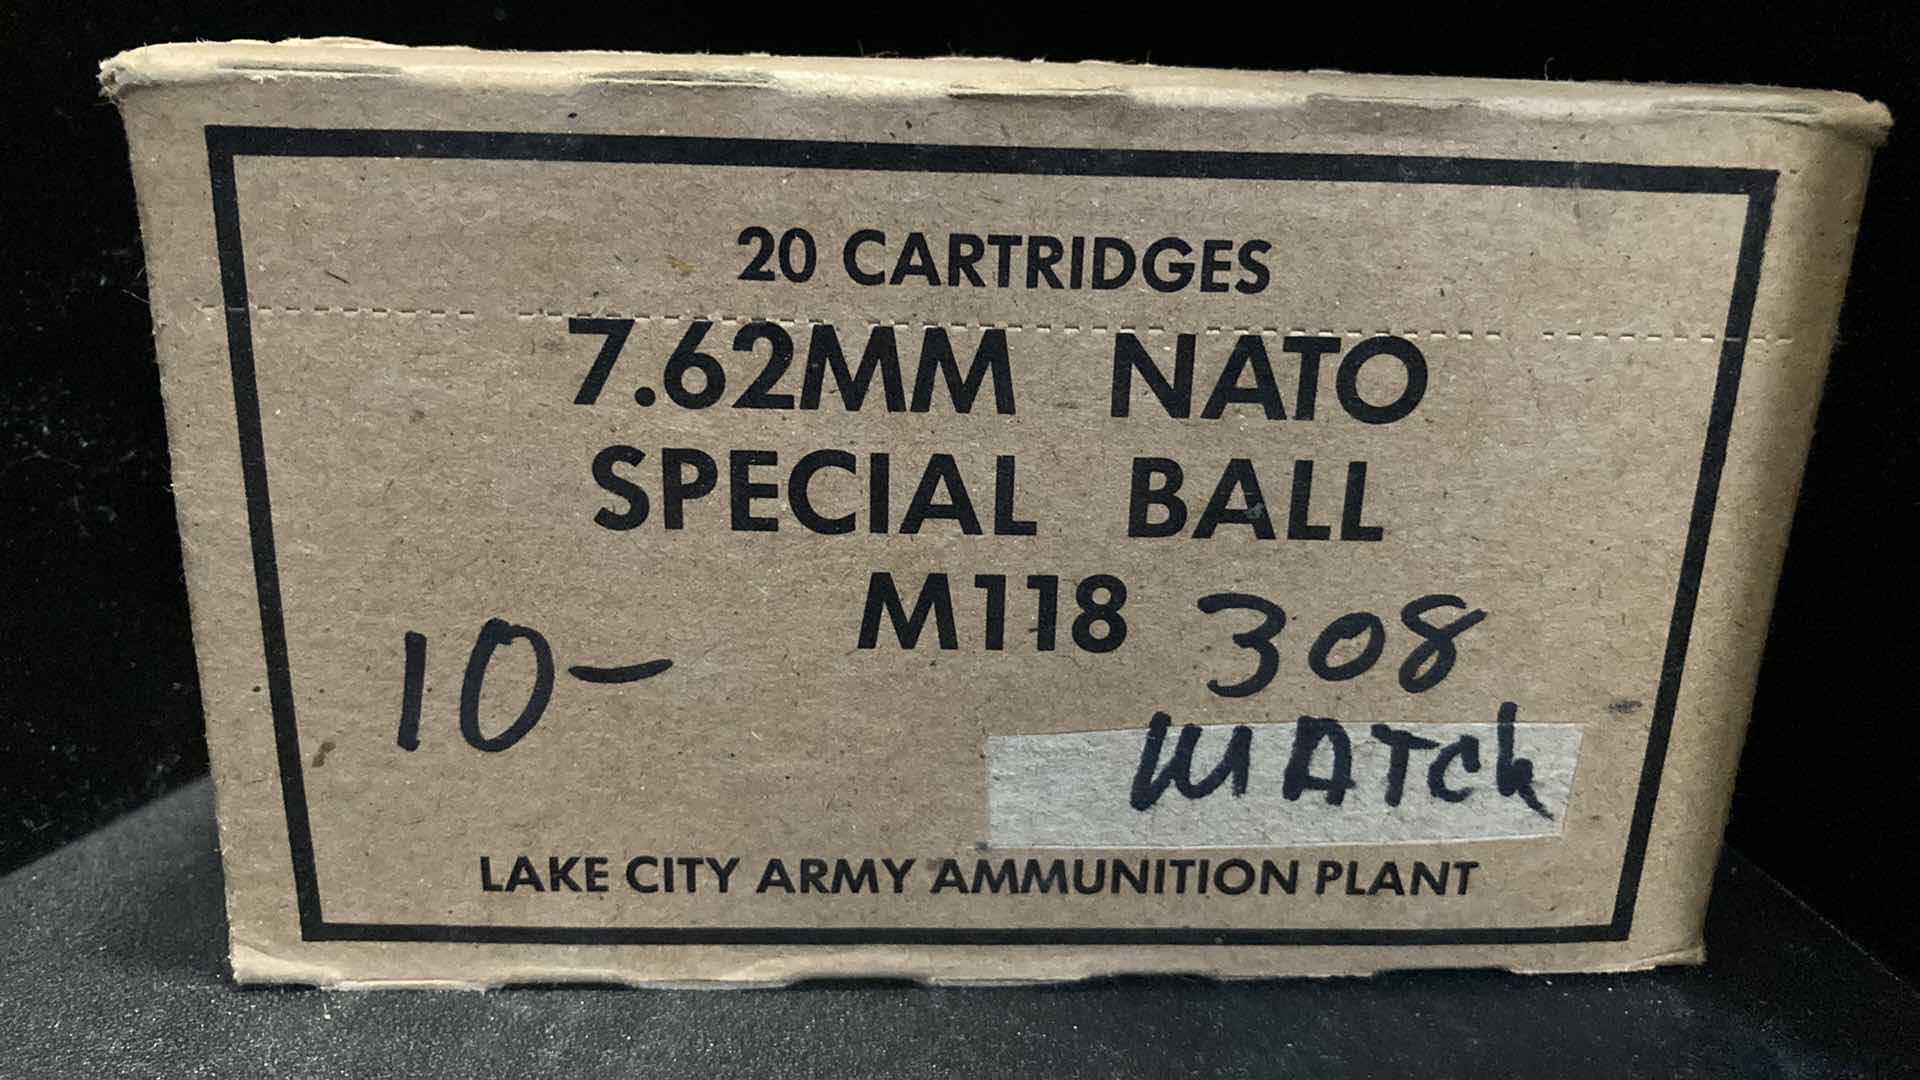 20 CARTRIDGES
7.62MM NATO
SPECIAL BALL
M118
308
10-
MATCh
LAKE CITY ARMY AMMUNITION PLANT